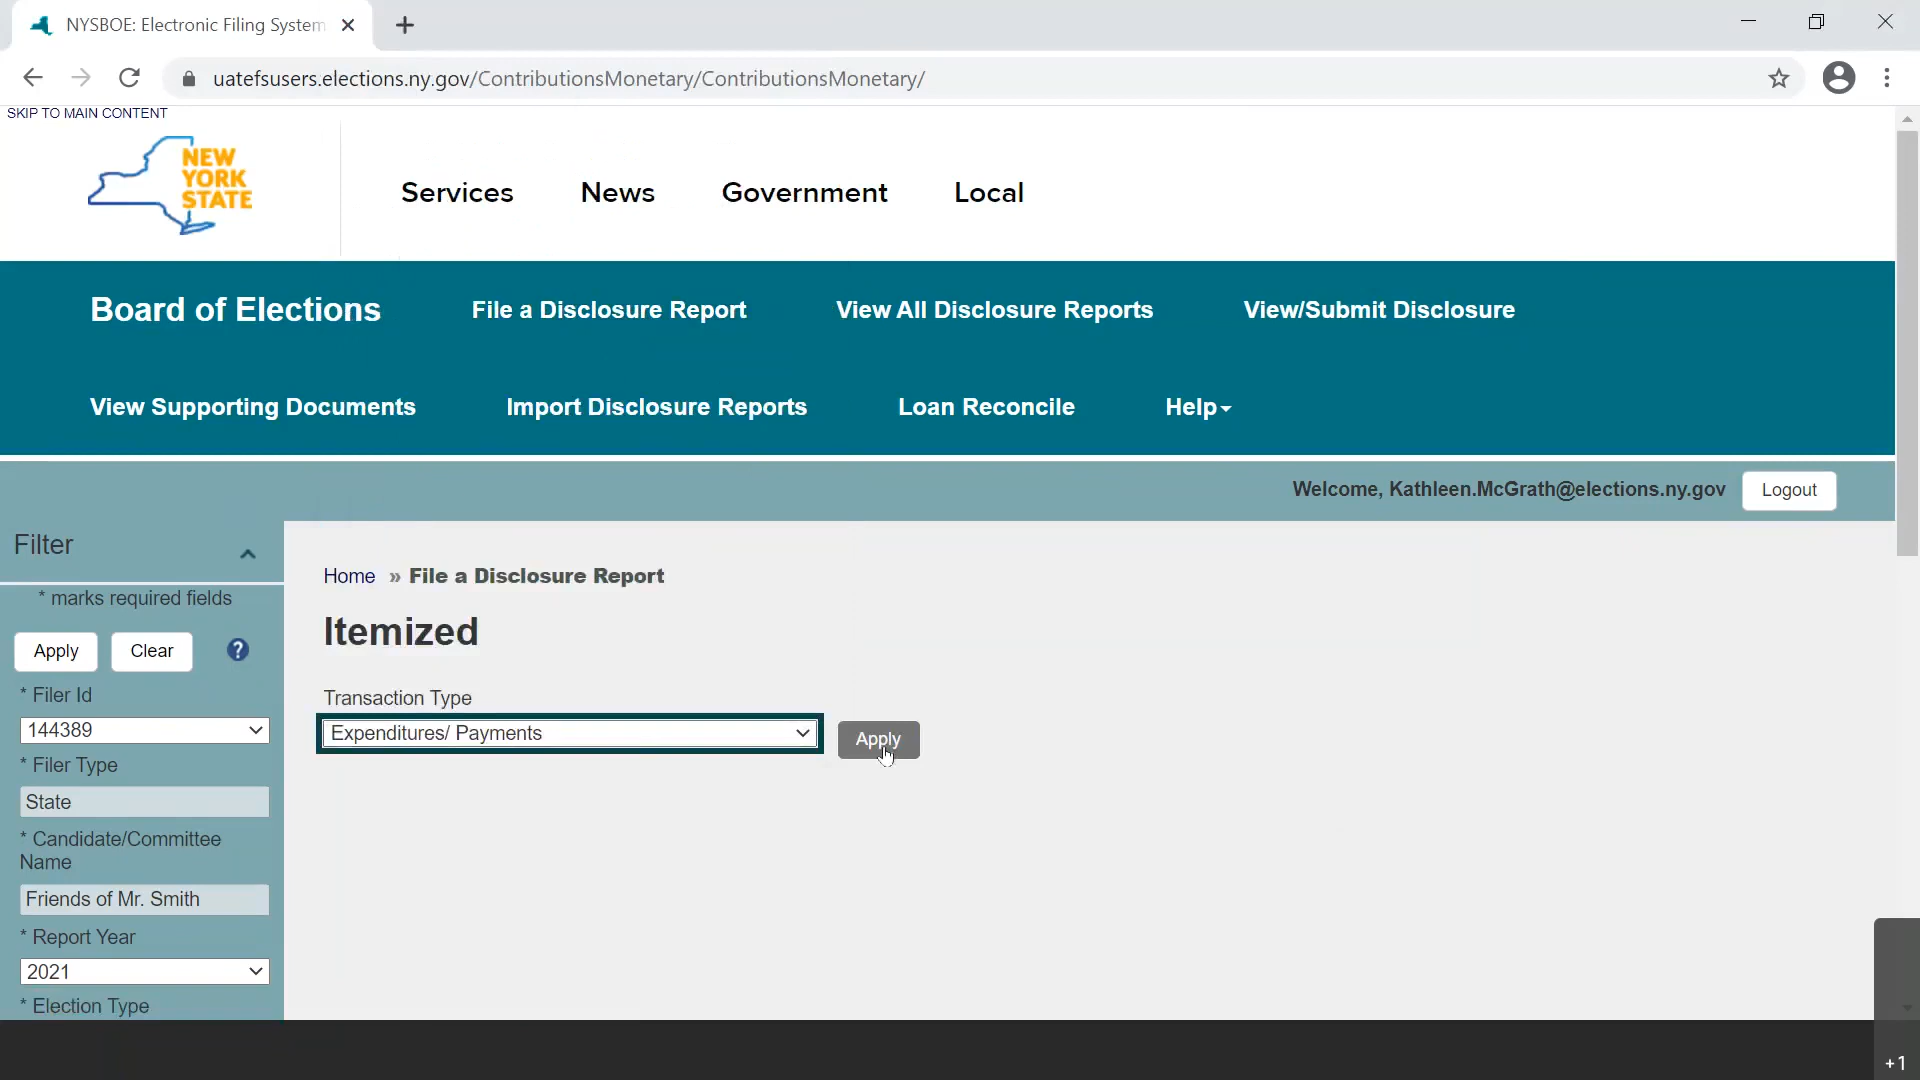 NYSBOE: Electronic Filing System
uatefsusers.elections.ny.gov/ContributionsMonetary/ContributionsMonetary/
SKIP TO MAIN CONTENT
NEW
YORK
STATE
Services News Government Local
Board of Elections File a Disclosure Report View All Disclosure Reports View/Submit Disclosure
View Supporting Documents Import Disclosure Reports Loan Reconcile Help
Welcome, Kathleen.McGrath@elections.ny.gov Logout
Filter
* marks required fields
Apply Clear ?
* Filer Id
144389
* Filer Type
State
* Candidate/Committee
Name
Friends of Mr. Smith
* Report Year
2021
* Election Type
Home » File a Disclosure Report
Itemized
Transaction Type
Expenditures/ Payments Apply
+1